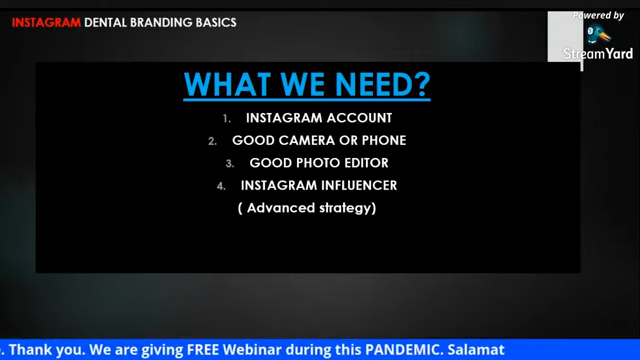 INSTAGRAM DENTAL BRANDING BASICS
Powered by
StreamYard
WHAT WE NEED?
1. INSTAGRAM ACCOUNT
2. GOOD CAMERA OR PHONE
3. GOOD PHOTO EDITOR
4. INSTAGRAM INFLUENCER
( Advanced strategy)
. Thank you. We are giving FREE Webinar during this PANDEMIC. Salamat